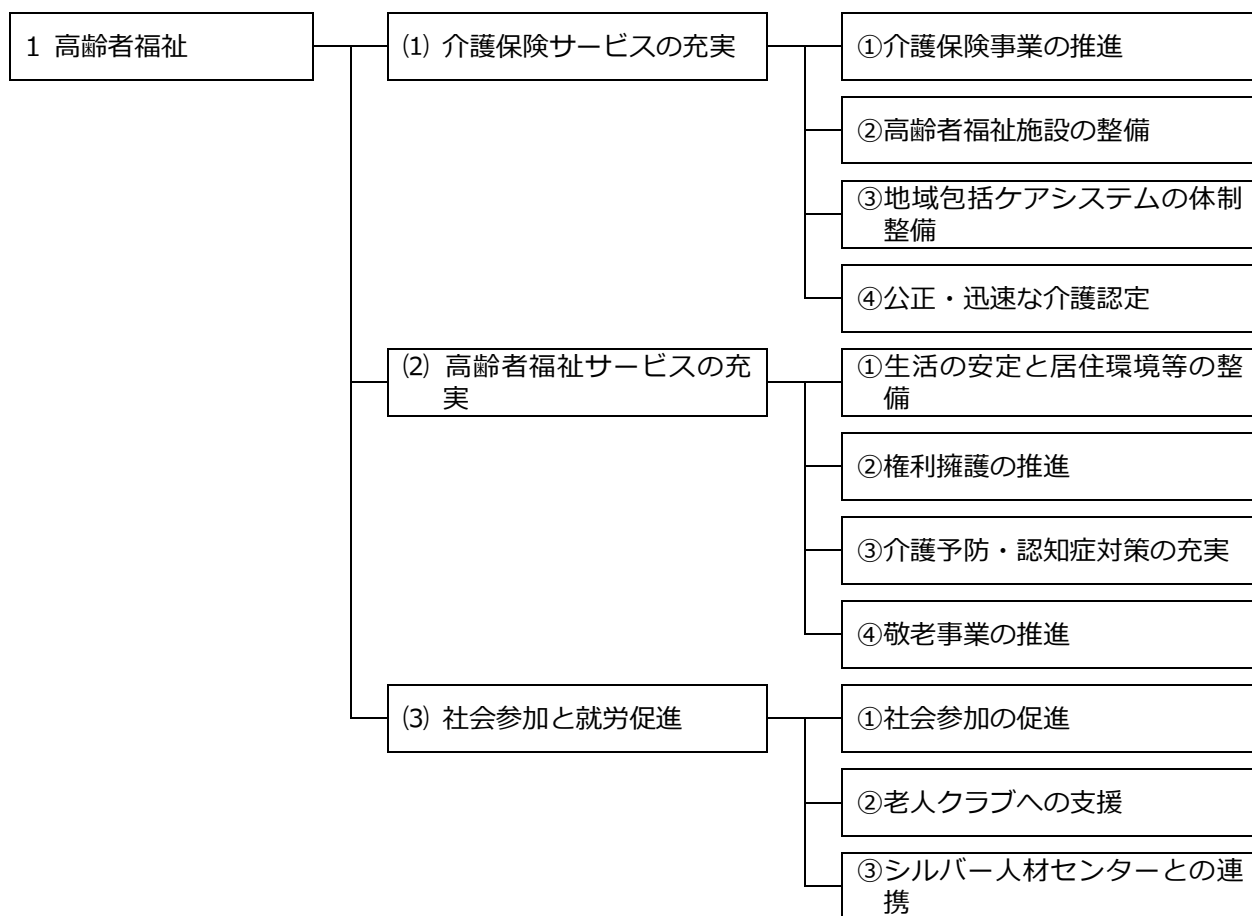 1 高齢者福祉
⑴ 介護保険サービスの充実
①介護保険事業の推進
②高齢者福祉施設の整備
③地域包括ケアシステムの体制
整備
④公正・迅速な介護認定
⑵ 高齢者福祉サービスの充
実
①生活の安定と居住環境等の整
備
②権利擁護の推進
③介護予防・認知症対策の充実
④敬老事業の推進
⑶ 社会参加と就労促進
①社会参加の促進
②老人クラブへの支援
③シルバー人材センターとの連
携